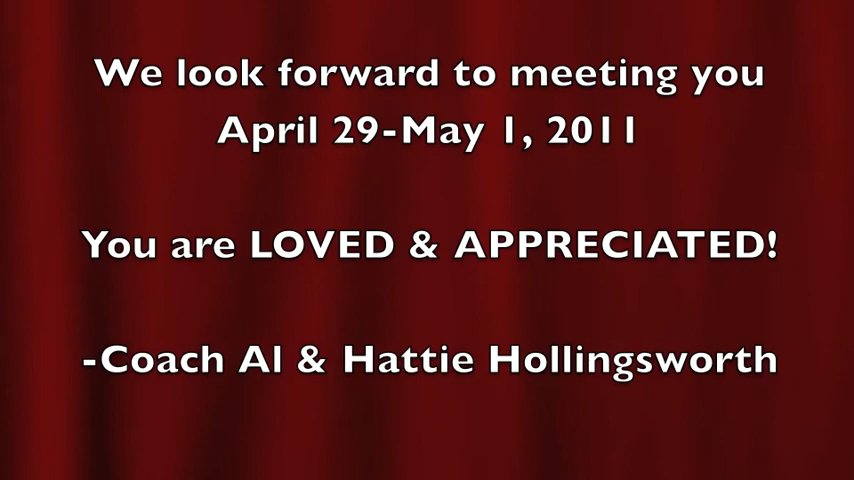 We look forward to meeting you
April 29-May 1, 2011
You are LOVED & APPRECIATED!
-Coach Al & Hattie Hollingsworth